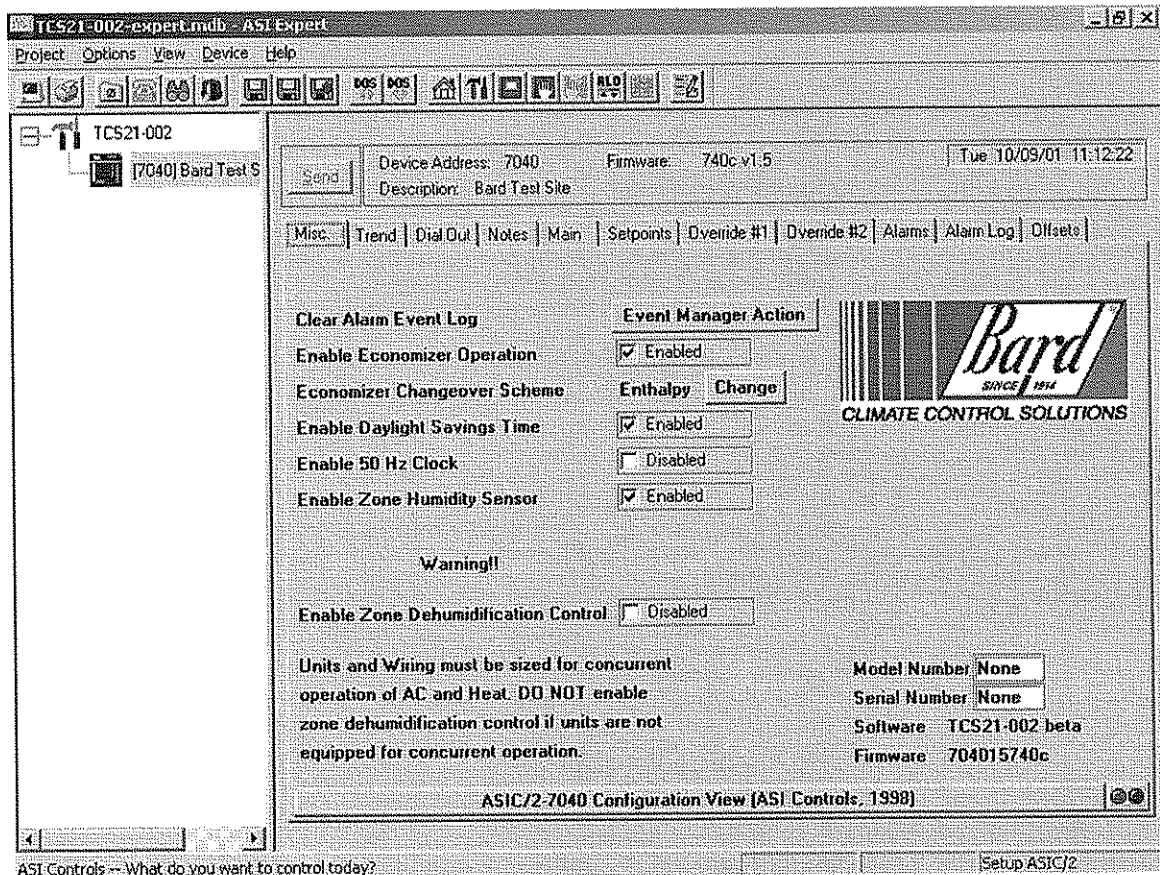 TCS21-002-expert.mdb - ASI Expert
Project Options View Device Help
DOS DOS
TCS21-002
[7040] Bard Test S
Send
Device Address: 7040 Firmware: 740c v1.5 Tue 10/09/01 11:12:22
Description: Bard Test Site
Misc. Trend Dial Out Notes Main Setpoints Override #1 Override #2 Alarms Alarm Log Offsets
Clear Alarm Event Log Event Manager Action
Enable Economizer Operation Enabled
Economizer Changeover Scheme Enthalpy Change
Enable Daylight Savings Time Enabled
Enable 50 Hz Clock Disabled
Enable Zone Humidity Sensor Enabled
Bard
SINCE 1914
CLIMATE CONTROL SOLUTIONS
Warning!!
Enable Zone Dehumidification Control Disabled
Units and Wiring must be sized for concurrent
operation of AC and Heat. DO NOT enable
zone dehumidification control if units are not
equipped for concurrent operation.
Model Number None
Serial Number None
Software TCS21-002 beta
Firmware 704015740c
ASIC/2-7040 Configuration View (ASI Controls, 1998)
ASI Controls -- What do you want to control today? Setup ASIC/2